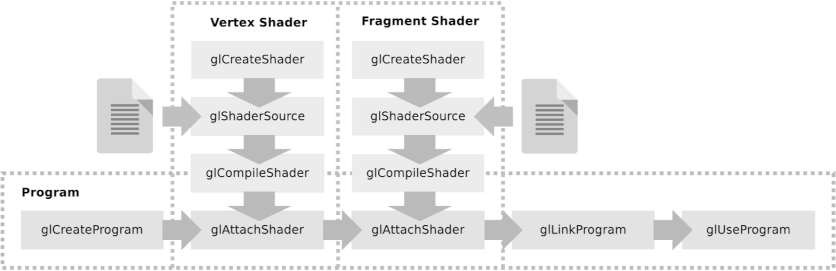 Vertex Shader
Fragment Shader
glCreateShader
glCreateShader
glShaderSource
glShaderSource
glCompileShader
glCompileShader
Program
glCreateProgram
glAttachShader
glAttachShader
glLinkProgram
glUseProgram